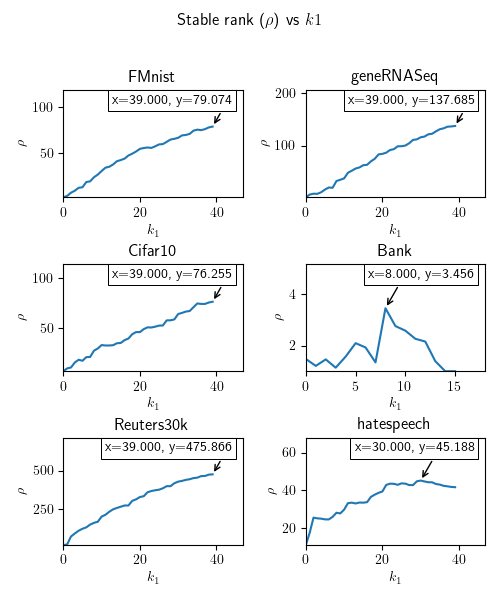 Stable rank (ρ) vs k1
FMnist
x=39.000, y=79.074
100
50
ρ
0 20 40
k₁
geneRNASeq
x=39.000, y=137.685
200
100
ρ
0 20 40
k₁
Cifar10
x=39.000, y=76.255
100
50
ρ
0 20 40
k₁
Bank
x=8.000, y=3.456
4
2
ρ
0 5 10 15
k₁
Reuters30k
x=39.000, y=475.866
500
250
ρ
0 20 40
k₁
hatespeech
x=30.000, y=45.188
60
40
20
ρ
0 20 40
k₁